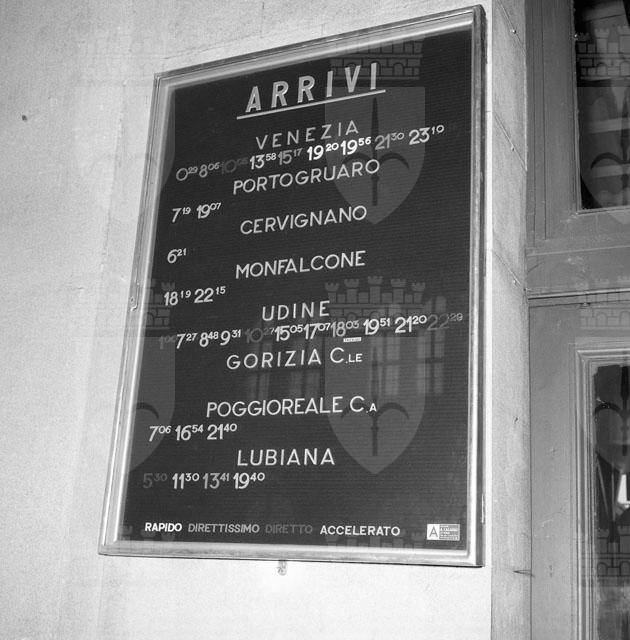 ARRIVI
VENEZIA
0²⁹ 8⁰⁶ 13⁵⁸ 15¹⁷ 19²⁰ 19⁵⁶ 21³⁰ 23¹⁰
PORTOGRUARO
7¹⁹ 19⁰⁷
CERVIGNANO
6²¹
MONFALCONE
18¹⁹ 22¹⁵
UDINE
7²⁷ 8⁴⁸ 9³¹ 10²⁷ 15⁰⁵ 17⁰⁷ 18⁰³ 19⁵¹ 21²⁰ 22²⁹
GORIZIA C.LE
POGGIOREALE C.A
7⁰⁶ 16⁵⁴ 21⁴⁰
LUBIANA
5³⁰ 11³⁰ 13⁴¹ 19⁴⁰
RAPIDO DIRETTISSIMO DIRETTO ACCELERATO
A